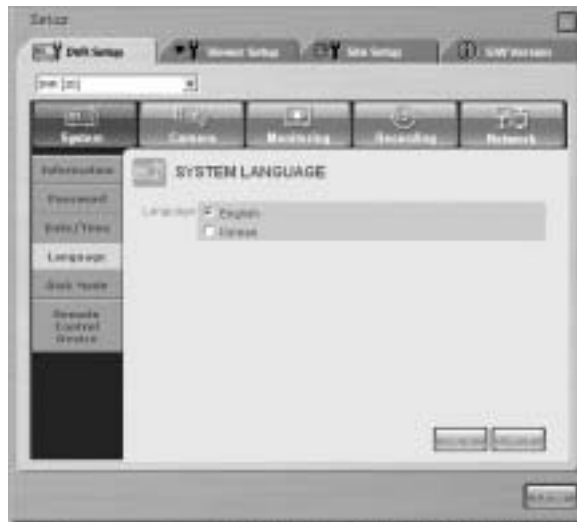 Setup
DVR Setup
Viewer Setup
Site Setup
S/W Version
System
Camera
Monitoring
Recording
Network
Information
Password
Date/Time
Language
SYSTEM LANGUAGE
Language
English
Korean
Remote
Control
Device